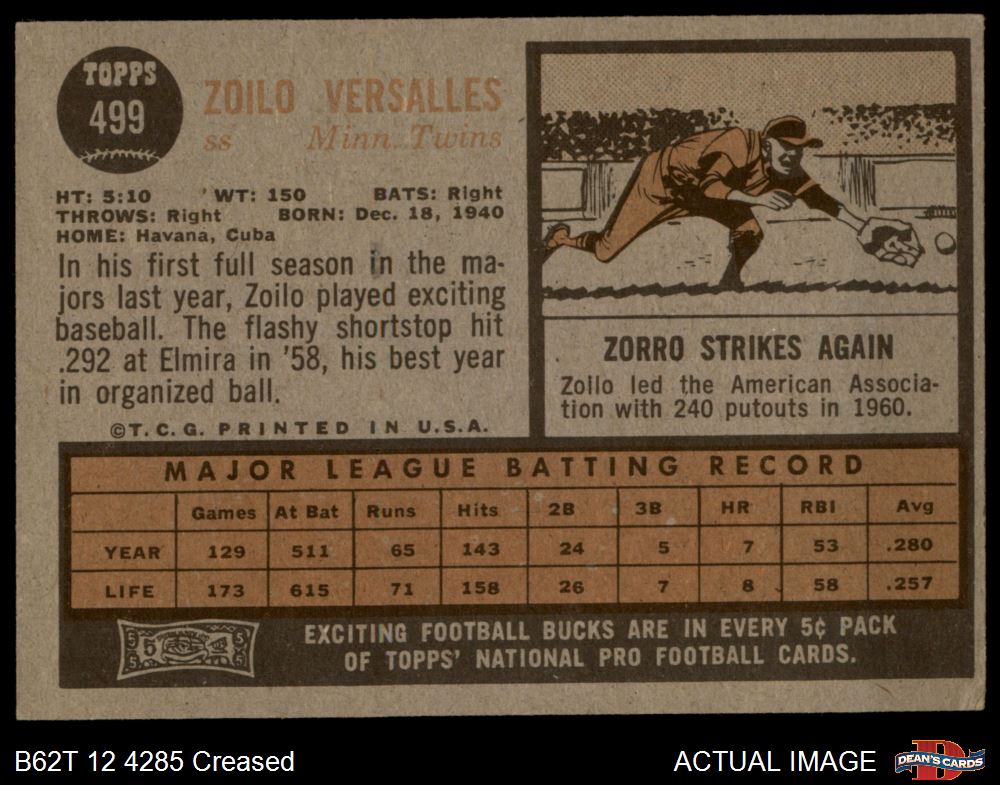 TOPPS
499
ZOILO VERSALLES
ss Minn. Twins
HT: 5:10 WT: 150 BATS: Right
THROWS: Right BORN: Dec. 18, 1940
HOME: Havana, Cuba
In his first full season in the ma-
jors last year, Zoilo played exciting
baseball. The flashy shortstop hit
.292 at Elmira in '58, his best year
in organized ball.
©T.C.G. PRINTED IN U.S.A.
ZORRO STRIKES AGAIN
Zoilo led the American Associa-
tion with 240 putouts in 1960.
MAJOR LEAGUE BATTING RECORD
Games At Bat Runs Hits 2B 3B HR RBI Avg
YEAR 129 511 65 143 24 5 7 53 .280
LIFE 173 615 71 158 26 7 8 58 .257
5 5 5 5 5
EXCITING FOOTBALL BUCKS ARE IN EVERY 5¢ PACK
OF TOPPS' NATIONAL PRO FOOTBALL CARDS.
B62T 12 4285 Creased
ACTUAL IMAGE
D
DEAN'S CARDS